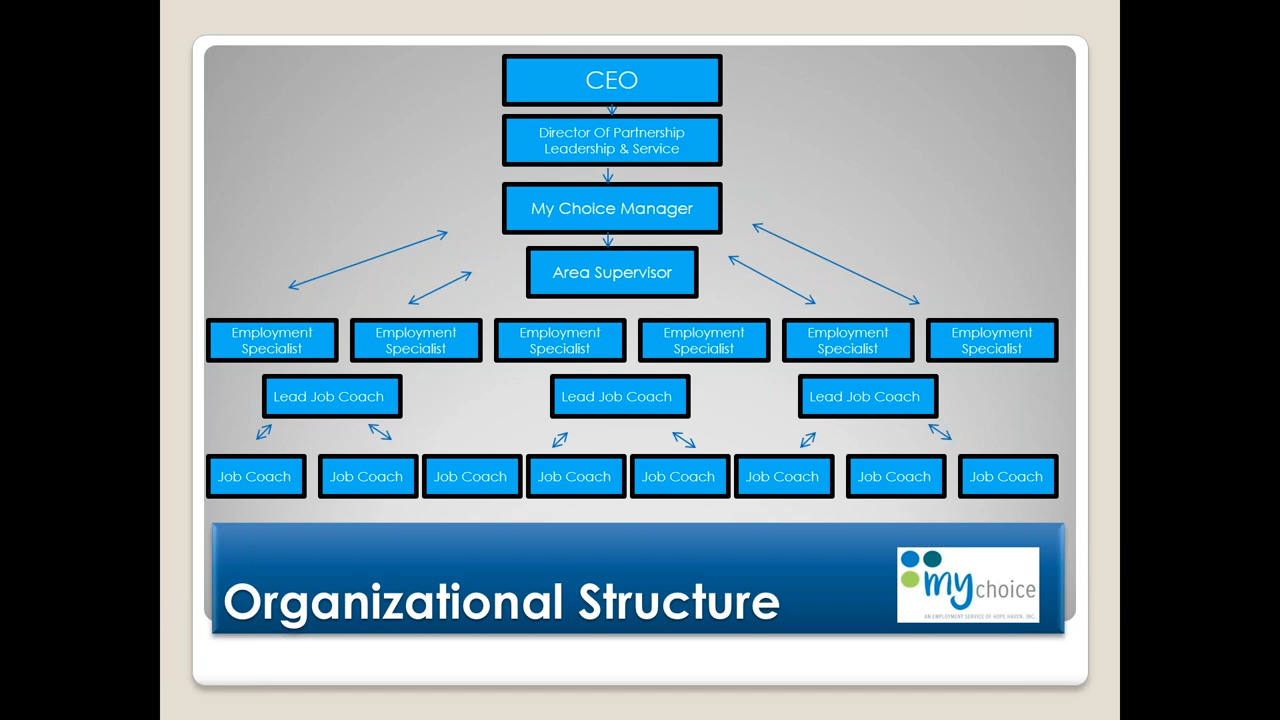 CEO
Director Of Partnership
Leadership & Service
My Choice Manager
Area Supervisor
Employment
Specialist
Employment
Specialist
Employment
Specialist
Employment
Specialist
Employment
Specialist
Employment
Specialist
Lead Job Coach
Lead Job Coach
Lead Job Coach
Job Coach
Job Coach
Job Coach
Job Coach
Job Coach
Job Coach
Job Coach
Job Coach
Organizational Structure
my choice
AN EMPLOYMENT SERVICE OF HOPE HAVEN, INC.